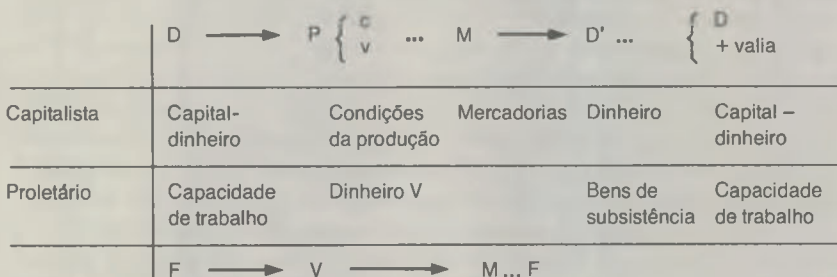 D ⟶ P { c ... M ⟶ D' ... { D
v + valia
Capitalista Capital- Condições Mercadorias Dinheiro Capital –
dinheiro da produção dinheiro
Proletário Capacidade Dinheiro V Bens de Capacidade
de trabalho subsistência de trabalho
F ⟶ V ⟶ M ... F